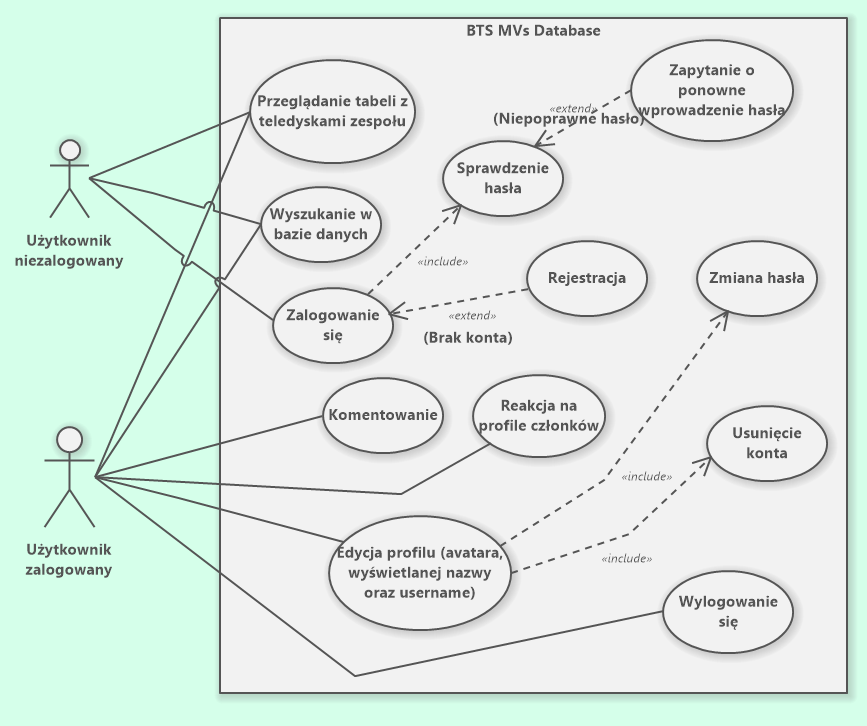 BTS MVs Database
Przeglądanie tabeli z
teledyskami zespołu
Zapytanie o
ponowne
wprowadzenie hasła
«extend»
(Niepoprawne hasło)
Sprawdzenie
hasła
Użytkownik
niezalogowany
Wyszukanie w
bazie danych
«include»
Rejestracja
Zmiana hasła
Zalogowanie
się
«extend»
(Brak konta)
Komentowanie
Reakcja na
profile członków
Usunięcie
konta
«include»
Użytkownik
zalogowany
Edycja profilu (avatara,
wyświetlanej nazwy
oraz username)
«include»
Wylogowanie
się